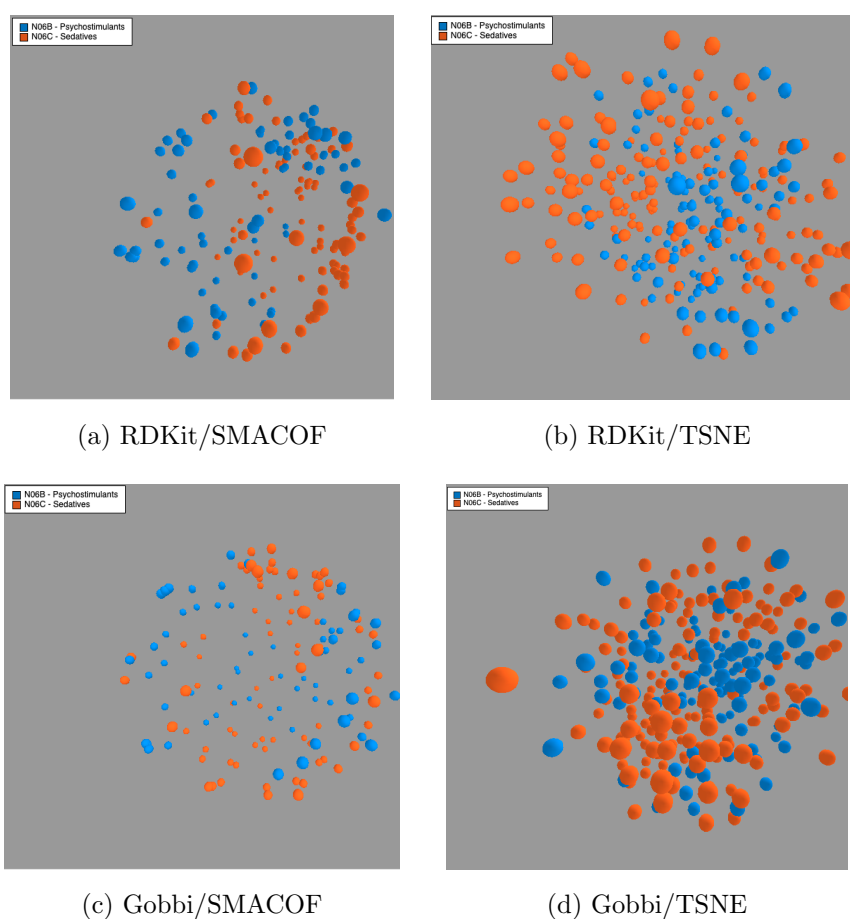 N06B - Psychostimulants
N06C - Sedatives
N06B - Psychostimulants
N06C - Sedatives
(a) RDKit/SMACOF
(b) RDKit/TSNE
N06B - Psychostimulants
N06C - Sedatives
N06B - Psychostimulants
N06C - Sedatives
(c) Gobbi/SMACOF
(d) Gobbi/TSNE